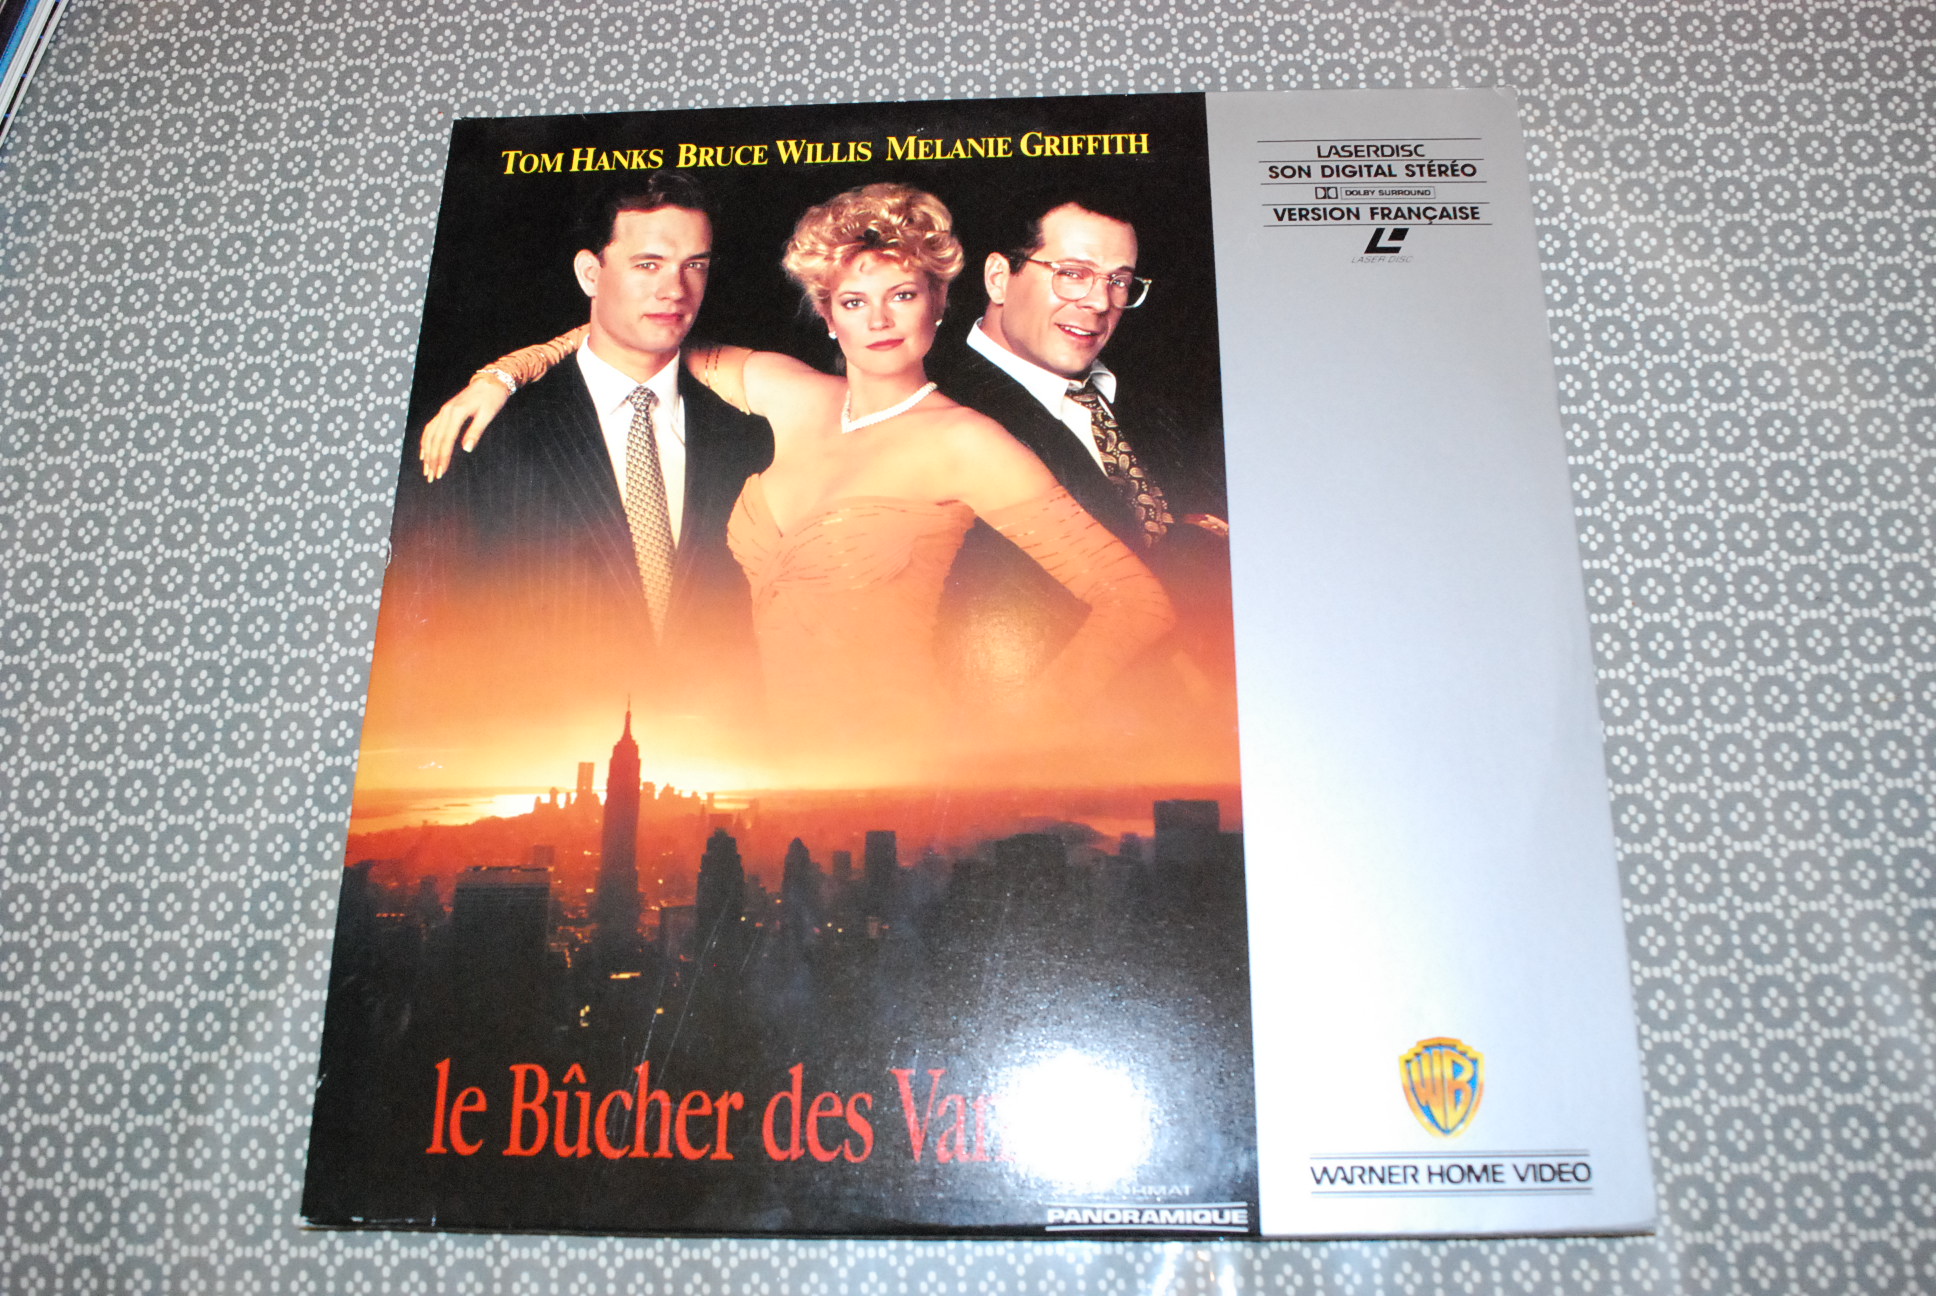 TOM HANKS BRUCE WILLIS MELANIE GRIFFITH
LASERDISC
SON DIGITAL STÉRÉO
DOLBY SURROUND
VERSION FRANÇAISE
LASER DISC
le Bûcher des
PANORAMIQUE
WB
WARNER HOME VIDEO